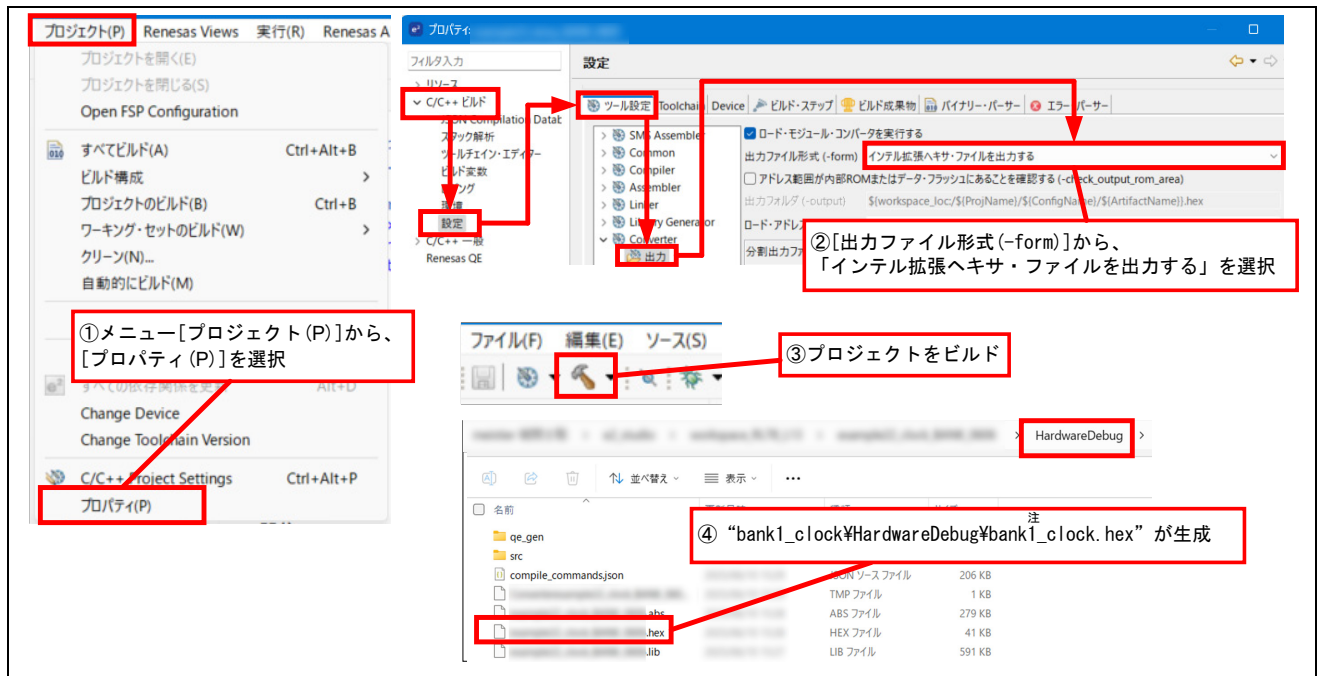 プロジェクト(P) Renesas Views 実行(R) Renesas A
プロジェクトを開く(E)
プロジェクトを閉じる(S)
Open FSP Configuration
すべてビルド(A) Ctrl+Alt+B
ビルド構成 >
プロジェクトのビルド(B) Ctrl+B
ワーキング・セットのビルド(W) >
クリーン(N)...
自動的にビルド(M)
①メニュー[プロジェクト(P)]から、
[プロパティ(P)]を選択
すべての依存関係を更新 Alt+D
Change Device
Change Toolchain Version
C/C++ Project Settings Ctrl+Alt+P
プロパティ(P)
プロパティ:
フィルタ入力
設定
> リソース
C/C++ ビルド
JSON Compilation Datab
スタック解析
ツールチェイン・エディター
ビルド変数
環境
設定
> C/C++ 一般
Renesas QE
ツール設定 Toolchain Device ビルド・ステップ ビルド成果物 バイナリー・パーサー エラー・パーサー
> SMS Assembler
> Common
> Compiler
> Assembler
> Linker
> Library Generator
Converter
出力
ロード・モジュール・コンバータを実行する
出力ファイル形式 (-form) インテル拡張ヘキサ・ファイルを出力する
アドレス範囲が内部ROMまたはデータ・フラッシュにあることを確認する (-check_output_rom_area)
出力フォルダ (-output) ${workspace_loc:/${ProjName}/${ConfigName}/${ArtifactName}}.hex
ロード・アドレ
分割出力ファ
②[出力ファイル形式(-form)]から、
「インテル拡張ヘキサ・ファイルを出力する」を選択
ファイル(F) 編集(E) ソース(S)
③プロジェクトをビルド
> HardwareDebug >
並べ替え 表示 ...
名前
注
④ “bank1_clock¥HardwareDebug¥bank1_clock.hex”が生成
qe_gen
src
compile_commands.json JSON ソース ファイル 206 KB
TMP ファイル 1 KB
.abs ABS ファイル 279 KB
.hex HEX ファイル 41 KB
.lib LIB ファイル 591 KB